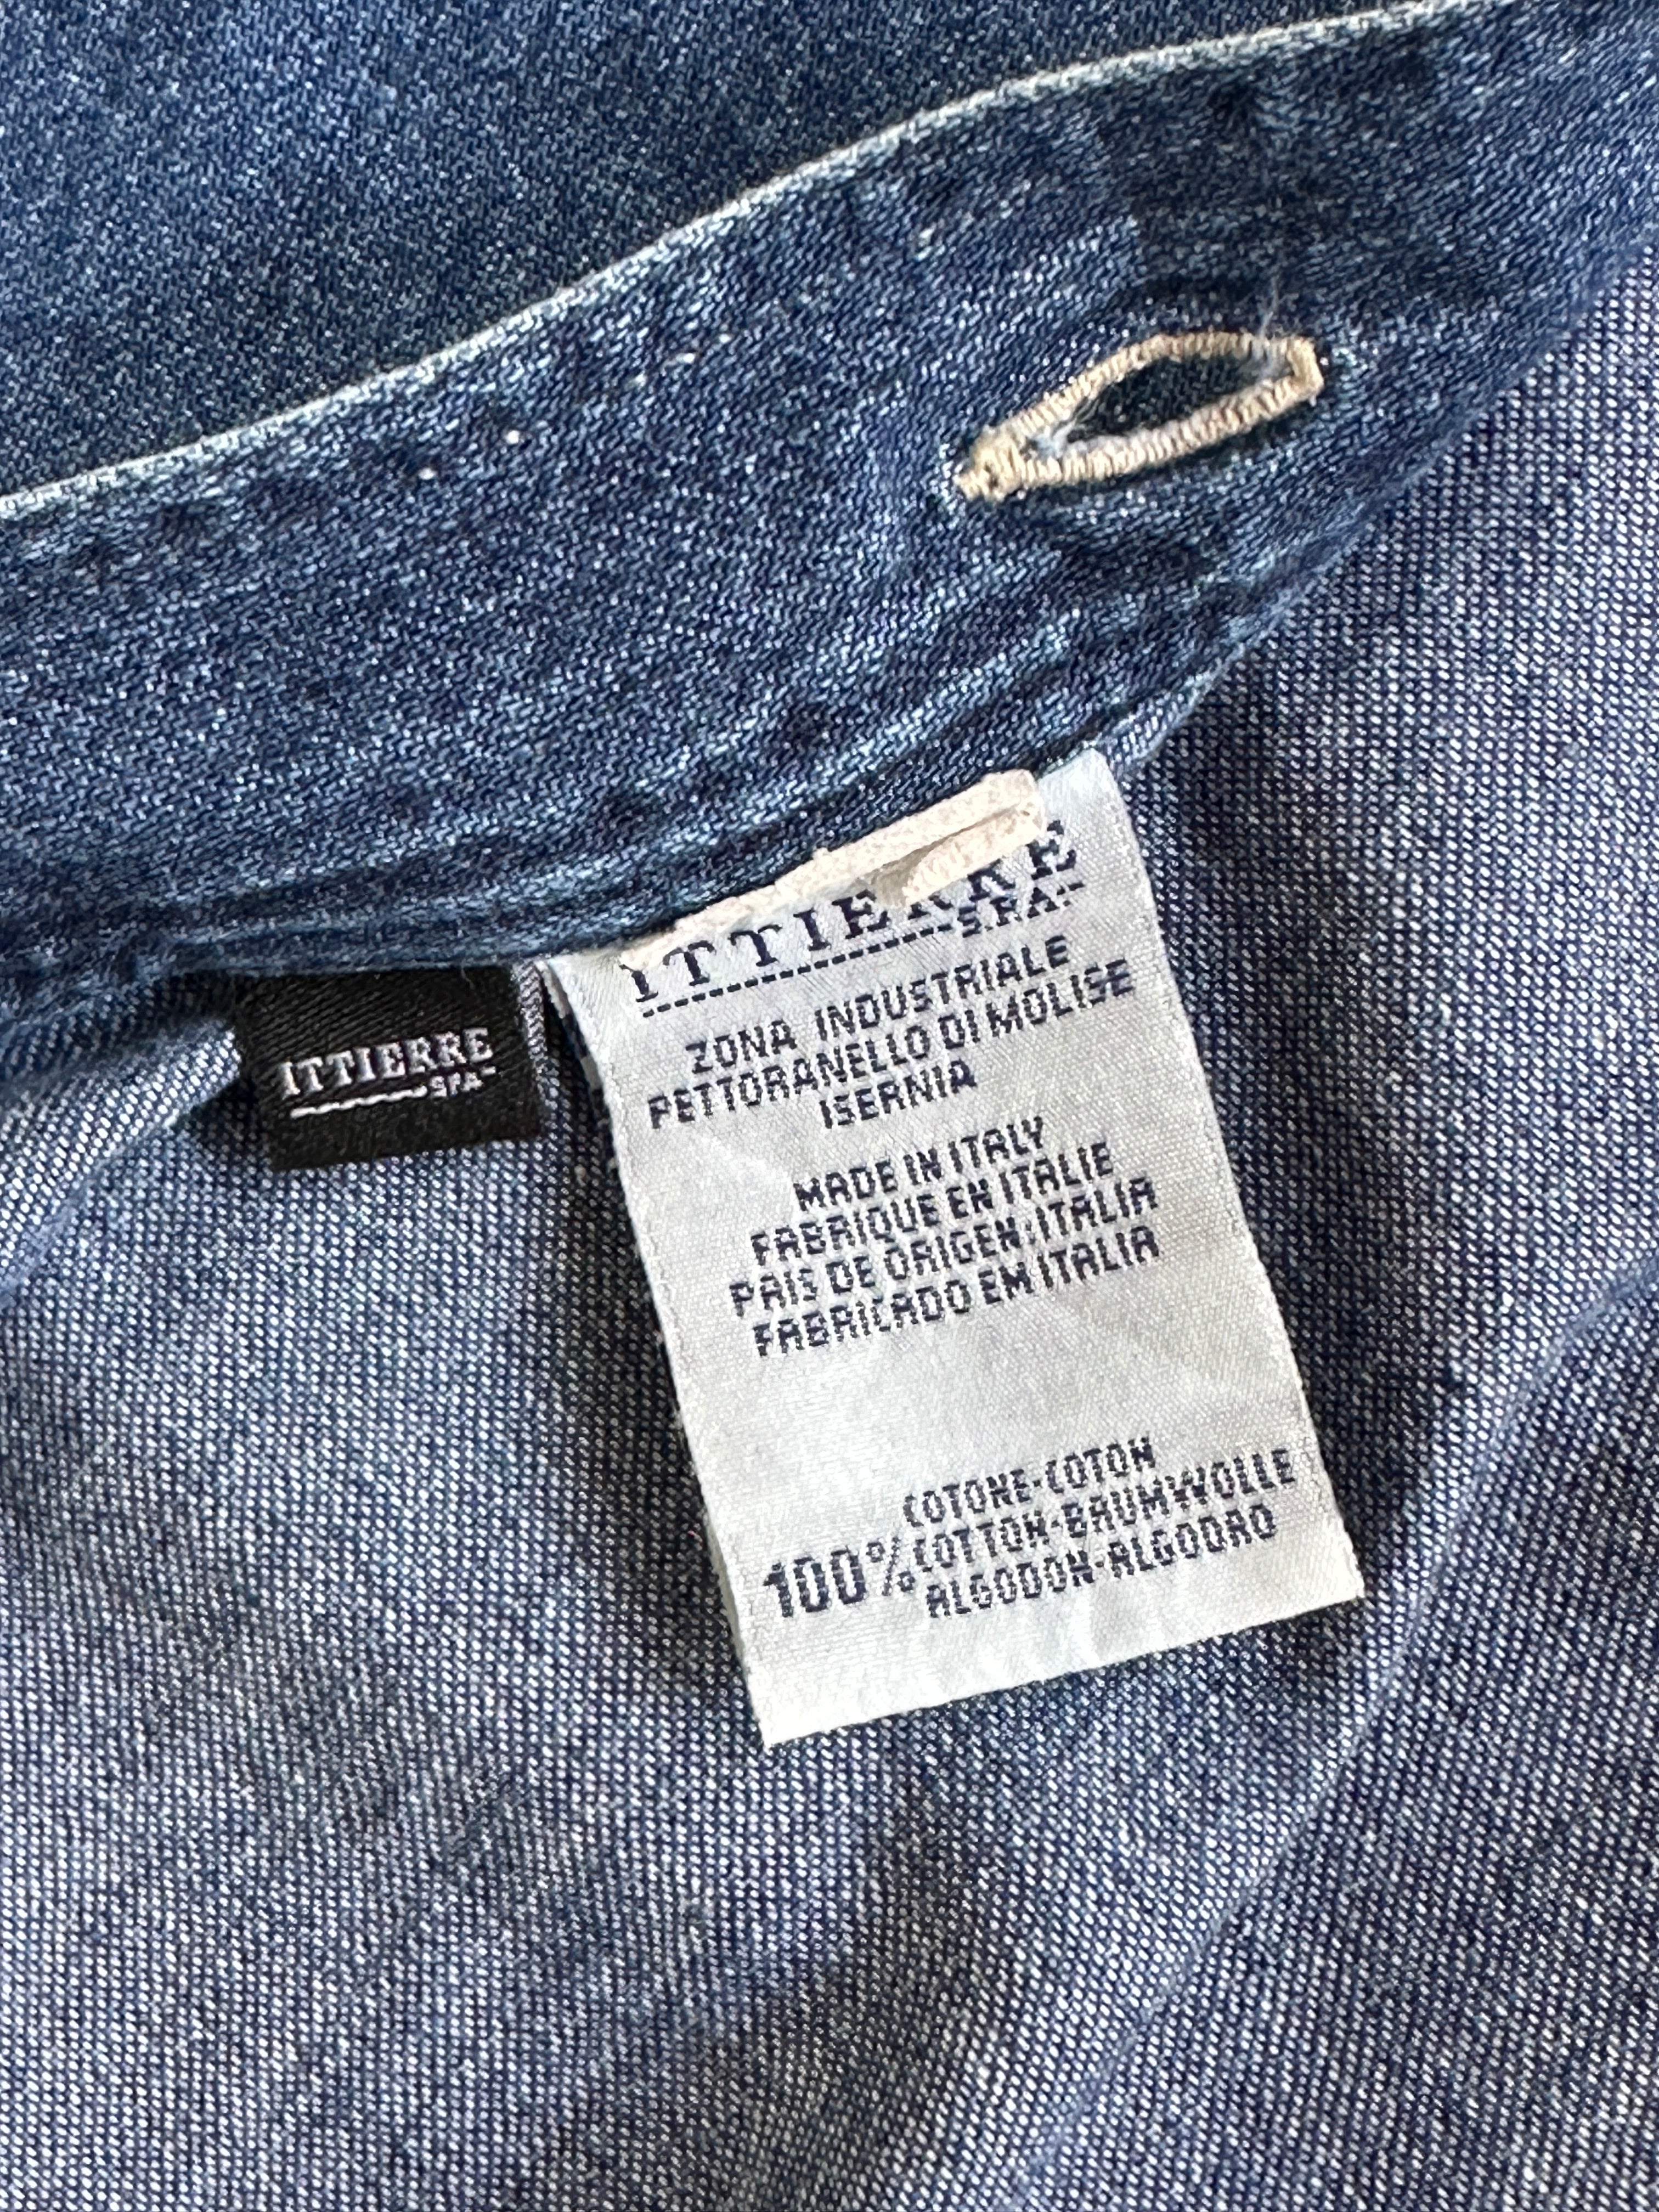 ITTIERRE
SPA
ITTIERRE
S.P.A.
ZONA INDUSTRIALE
PETTORANELLO DI MOLISE
ISERNIA
MADE IN ITALY
FABRIQUE EN ITALIE
PAIS DE ORIGEN:ITALIA
FABRICADO EM ITALIA
COTONE-COTON
100% COTTON-BAUMWOLLE
ALGODON-ALGODAO